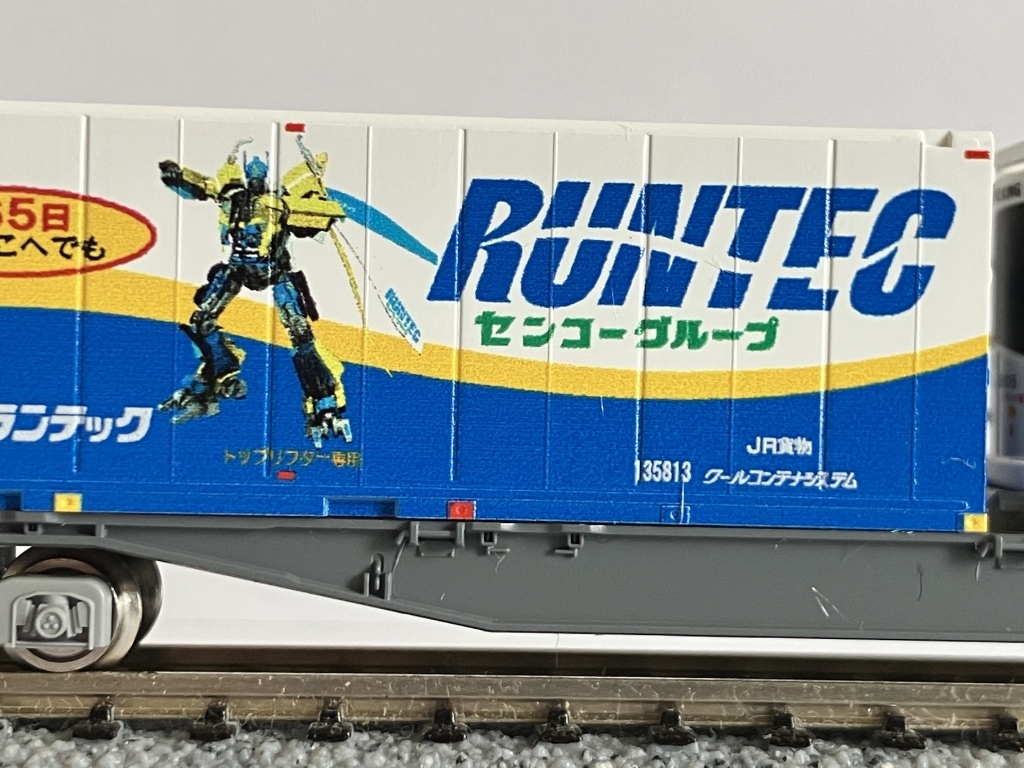 65日
こへでも
RUNTEC
センコーグループ
RUNTEC
ランテック
トップリフター専用
JR貨物
135813 クールコンテナシステム